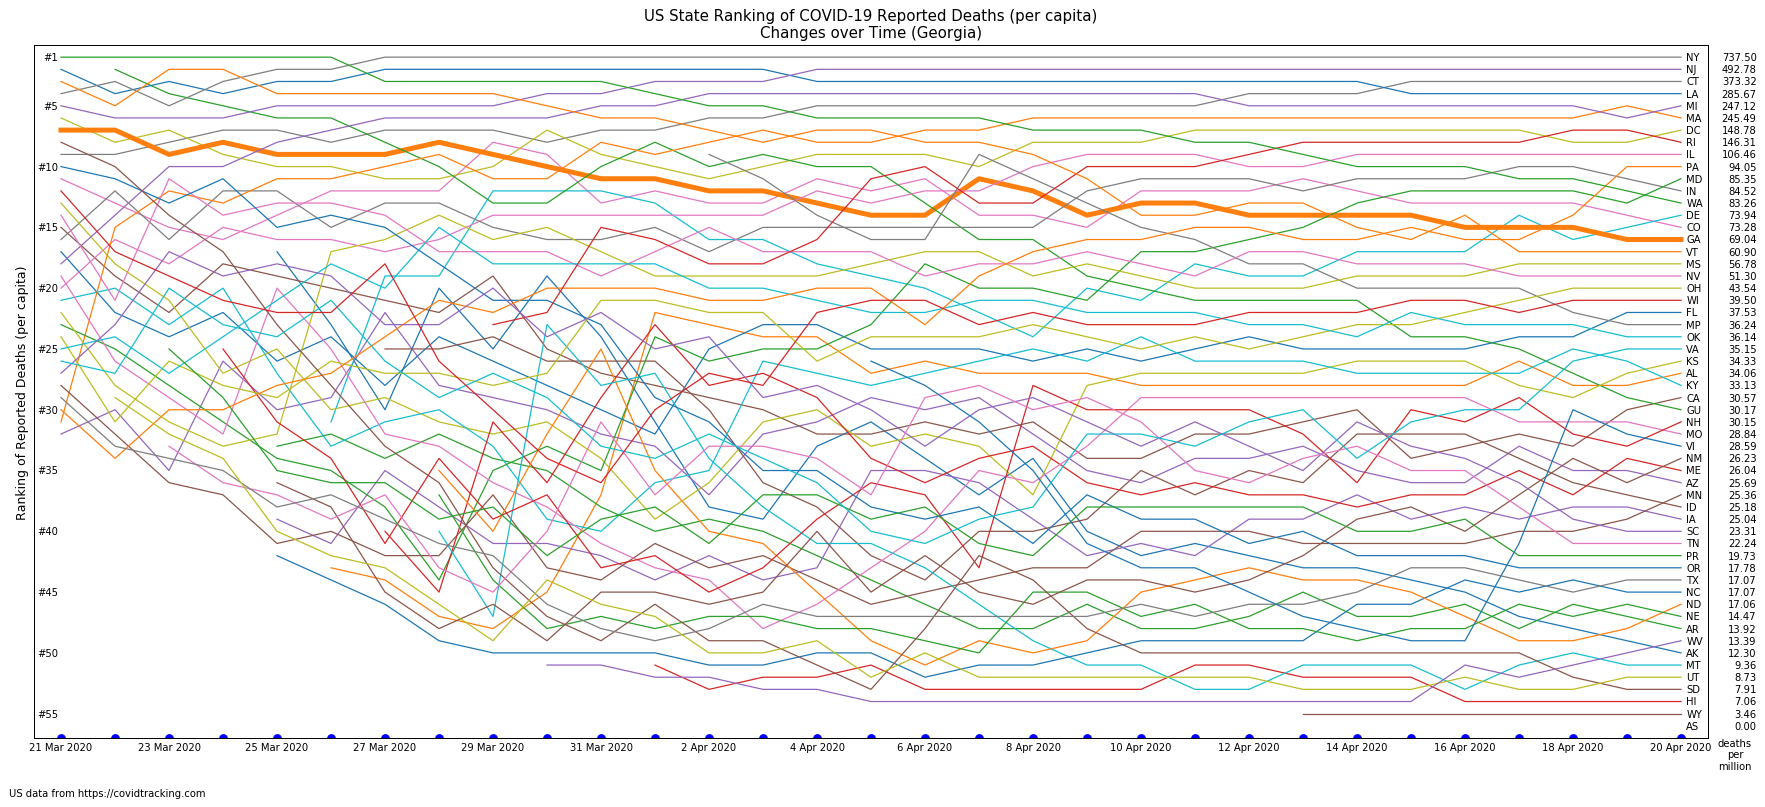 US State Ranking of COVID-19 Reported Deaths (per capita)
Changes over Time (Georgia)
Ranking of Reported Deaths (per capita)
#1
#5
#10
#15
#20
#25
#30
#35
#40
#45
#50
#55
NY 737.50
NJ 492.78
CT 373.32
LA 285.67
MI 247.12
MA 245.49
DC 148.78
RI 146.31
IL 106.46
PA 94.05
MD 85.35
IN 84.52
WA 83.26
DE 73.94
CO 73.28
GA 69.04
VT 60.90
MS 56.78
NV 51.30
OH 43.54
WI 39.50
FL 37.53
MP 36.24
OK 36.14
VA 35.15
KS 34.33
AL 34.06
KY 33.13
CA 30.57
GU 30.17
NH 30.15
MO 28.84
VI 28.59
NM 26.23
ME 26.04
AZ 25.69
MN 25.36
ID 25.18
IA 25.04
SC 23.31
TN 22.24
PR 19.73
OR 17.78
TX 17.07
NC 17.07
ND 17.06
NE 14.47
AR 13.92
WV 13.39
AK 12.30
MT 9.36
UT 8.73
SD 7.91
HI 7.06
WY 3.46
AS 0.00
21 Mar 2020 23 Mar 2020 25 Mar 2020 27 Mar 2020 29 Mar 2020 31 Mar 2020 2 Apr 2020 4 Apr 2020 6 Apr 2020 8 Apr 2020 10 Apr 2020 12 Apr 2020 14 Apr 2020 16 Apr 2020 18 Apr 2020 20 Apr 2020
deaths
per
million
US data from https://covidtracking.com